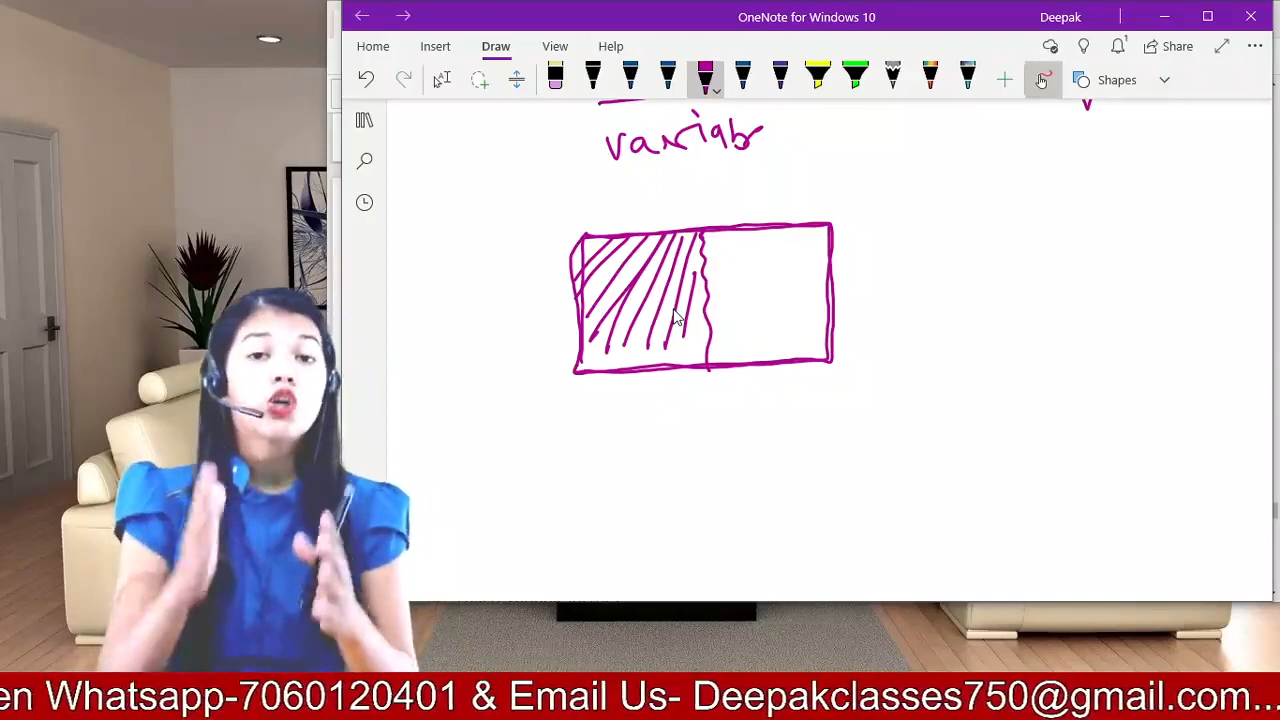 OneNote for Windows 10 Deepak
Home Insert Draw View Help Share
Shapes
variab
en Whatsapp-7060120401 & Email Us- Deepakclasses750@gmail.com...